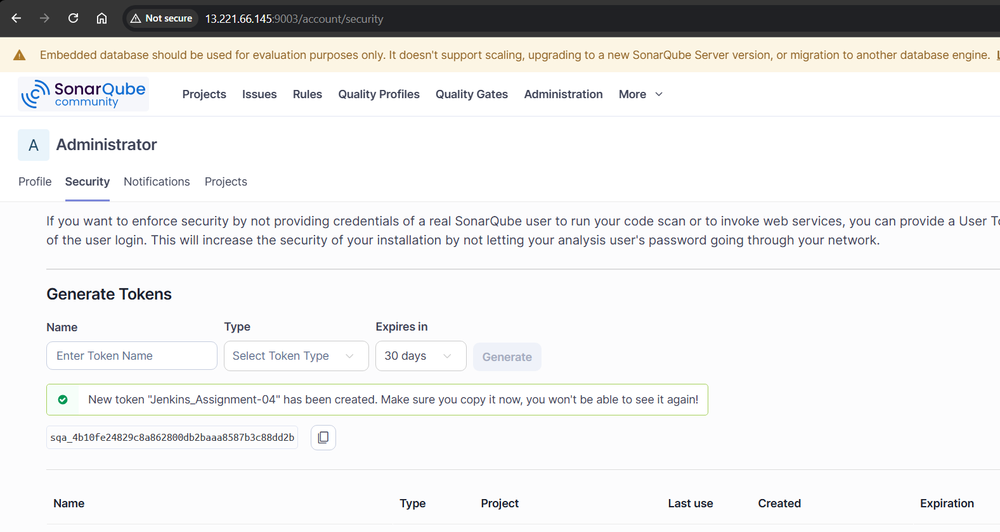 Not secure 13.221.66.145:9003/account/security
Embedded database should be used for evaluation purposes only. It doesn't support scaling, upgrading to a new SonarQube Server version, or migration to another database engine.
SonarQube
community
Projects Issues Rules Quality Profiles Quality Gates Administration More
A Administrator
Profile Security Notifications Projects
If you want to enforce security by not providing credentials of a real SonarQube user to run your code scan or to invoke web services, you can provide a User
of the user login. This will increase the security of your installation by not letting your analysis user's password going through your network.
Generate Tokens
Name Type Expires in
Enter Token Name Select Token Type 30 days Generate
New token "Jenkins_Assignment-04" has been created. Make sure you copy it now, you won't be able to see it again!
sqa_4b10fe24829c8a862800db2baaa8587b3c88dd2b
Name Type Project Last use Created Expiration